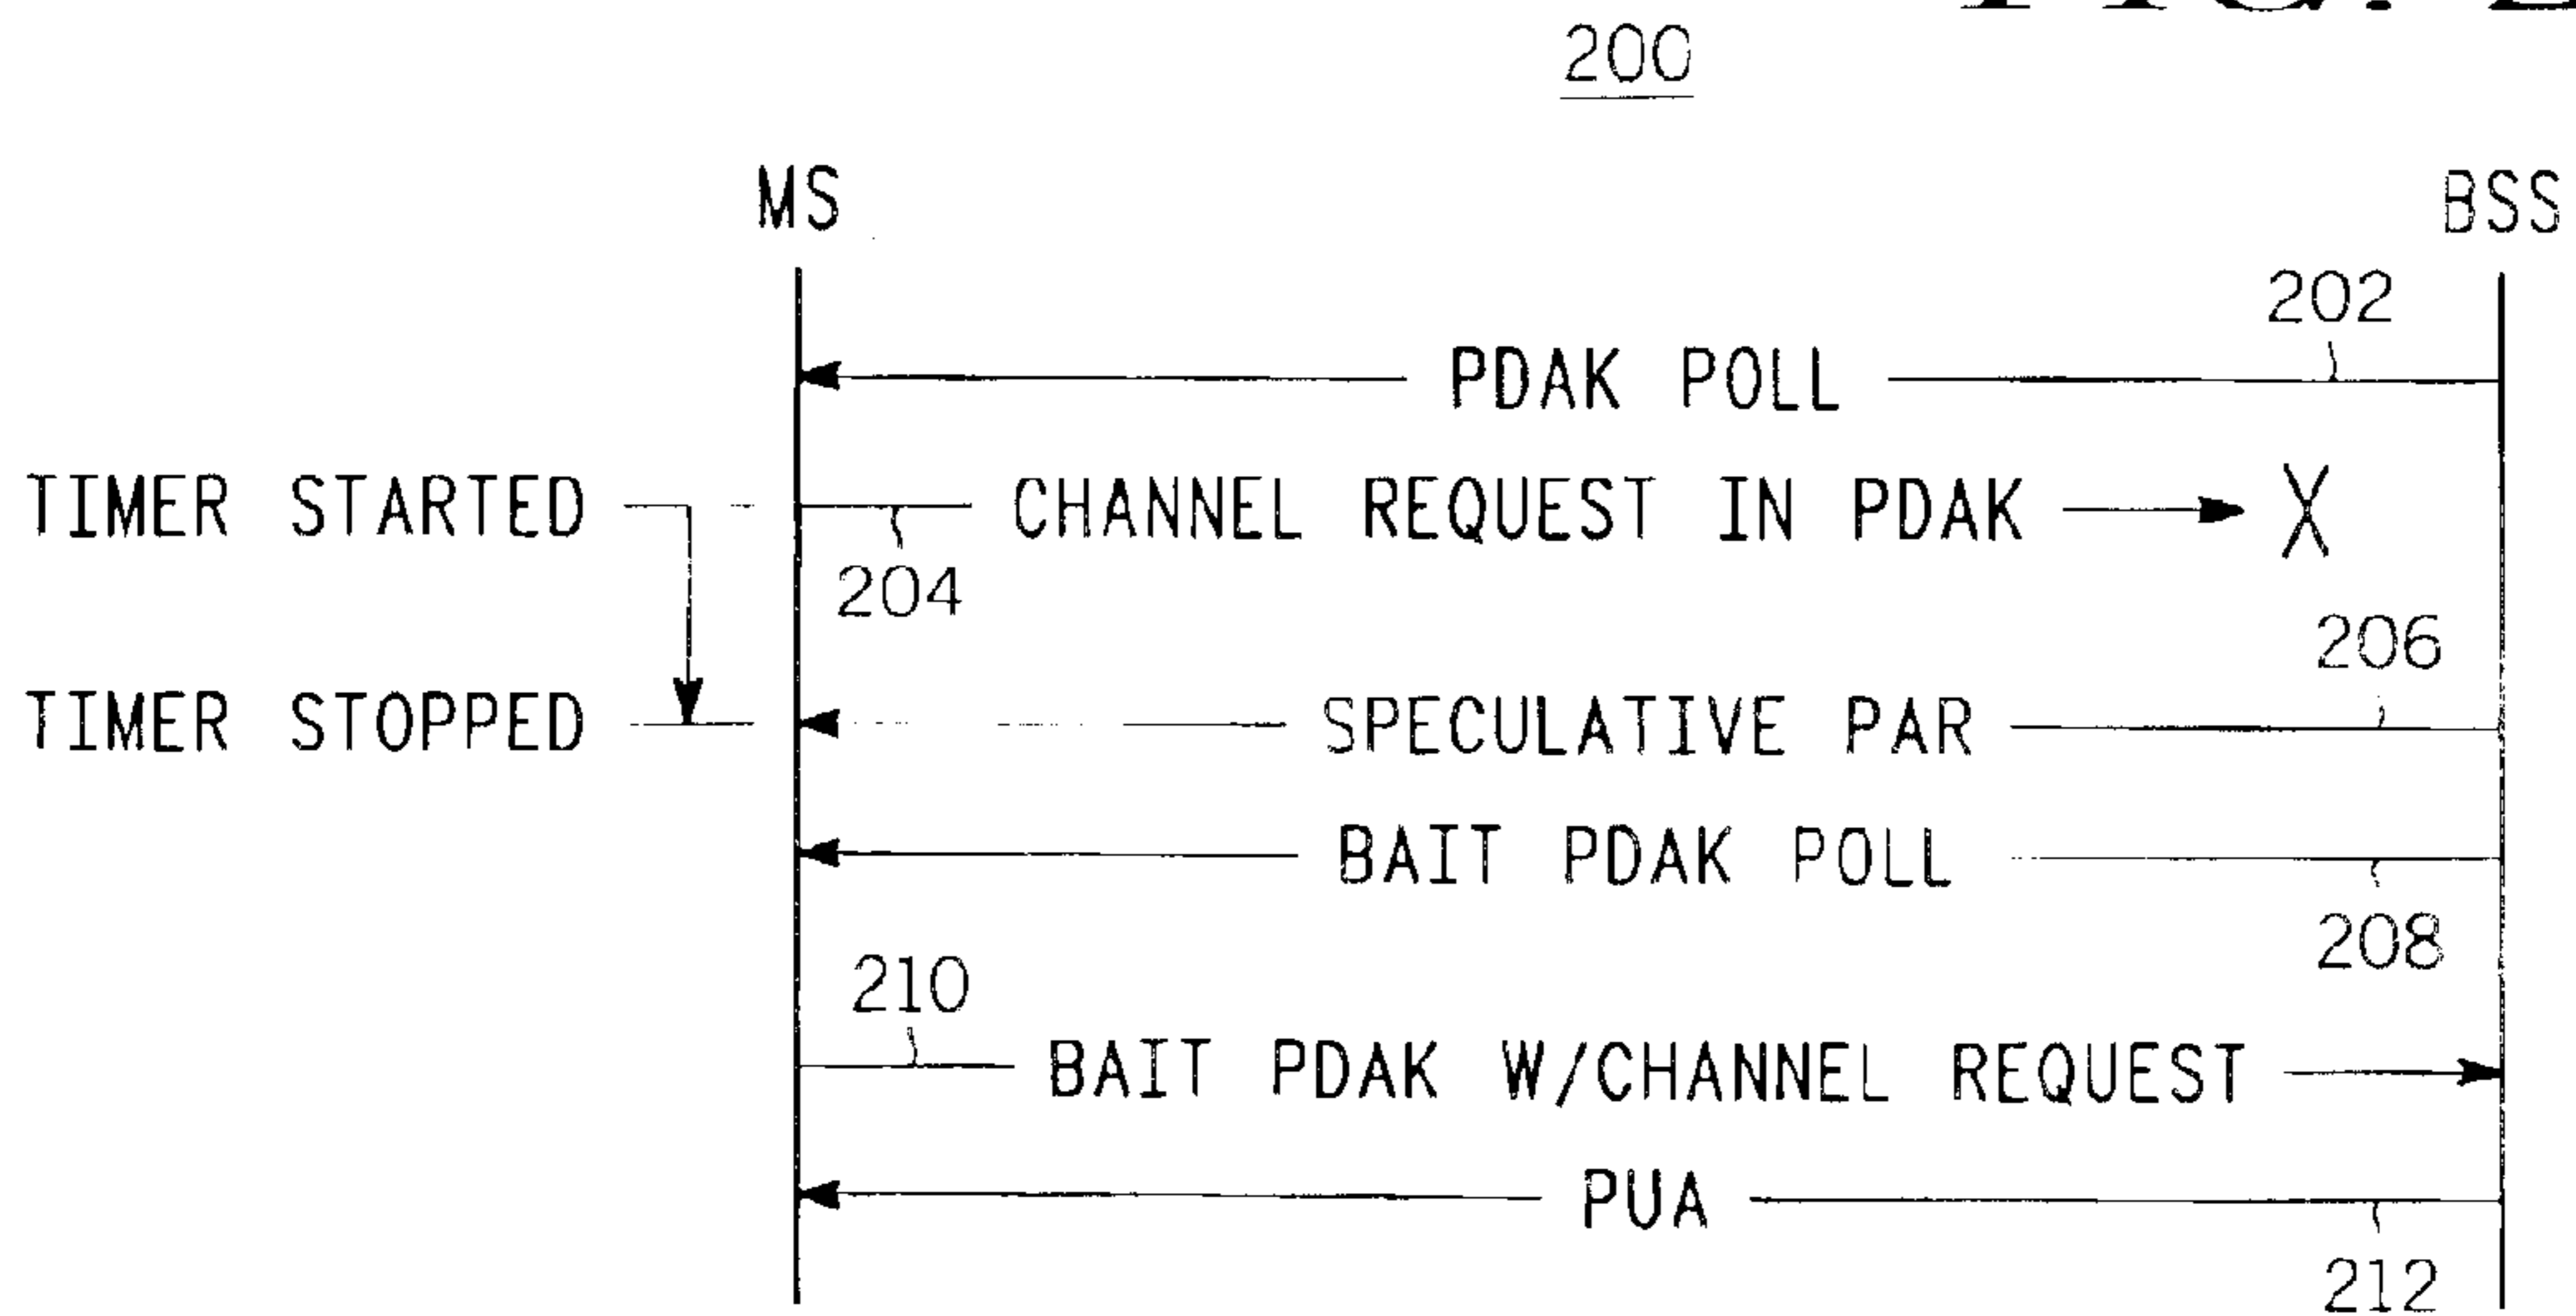 200
MS
BSS
202
PDAK POLL
TIMER STARTED
CHANNEL REQUEST IN PDAK
X
204
206
TIMER STOPPED
SPECULATIVE PAR
BAIT PDAK POLL
208
210
BAIT PDAK W/CHANNEL REQUEST
PUA
212